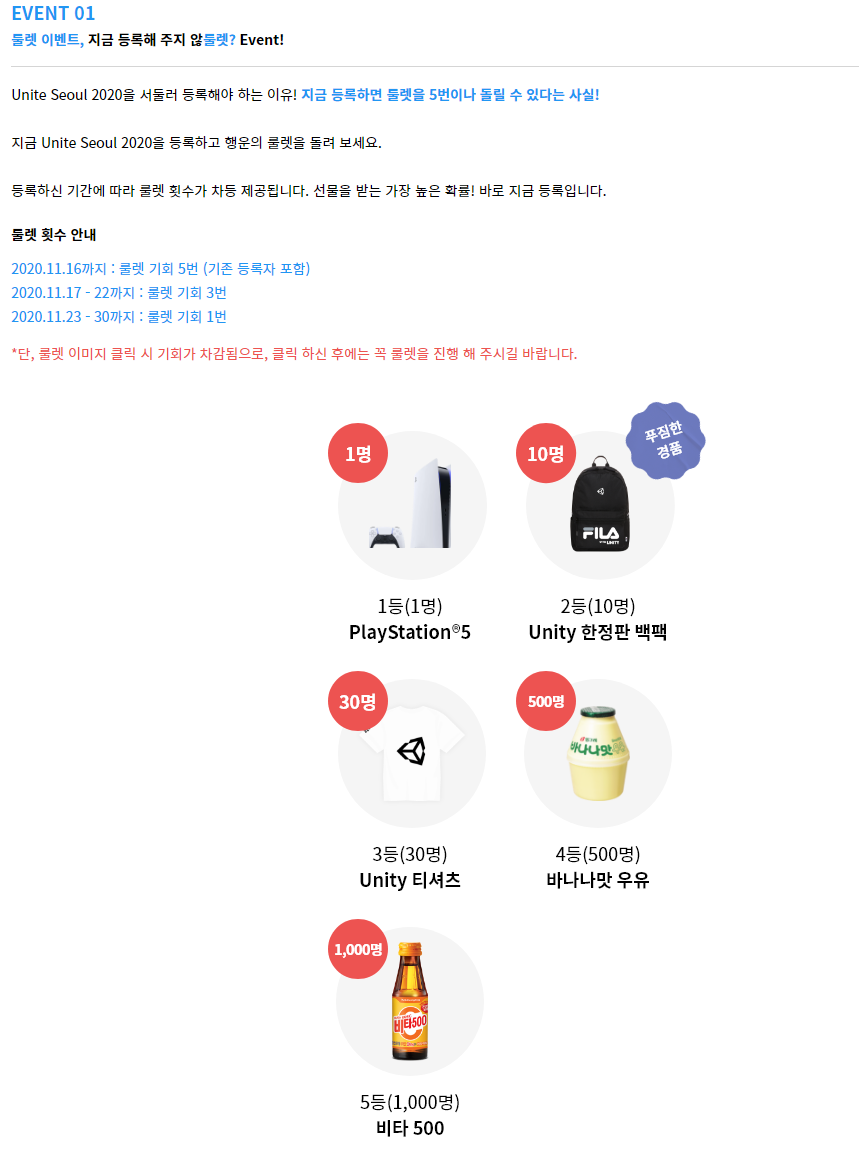 EVENT 01
툴렛 이벤트, 지금 등록해 주지 않툴렛? Event!
Unite Seoul 2020을 서둘러 등록해야 하는 이유! 지금 등록하면 툴렛을 5번이나 돌릴 수 있다는 사실!
지금 Unite Seoul 2020을 등록하고 행운의 룰렛을 돌려 보세요.
등록하신 기간에 따라 룰렛 횟수가 차등 제공됩니다. 선물을 받는 가장 높은 확률! 바로 지금 등록입니다.
툴렛 횟수 안내
2020.11.16까지 : 룰렛 기회 5번 (기존 등록자 포함)
2020.11.17 - 22까지 : 룰렛 기회 3번
2020.11.23 - 30까지 : 룰렛 기회 1번
*단, 룰렛 이미지 클릭 시 기회가 차감됨으로, 클릭 하신 후에는 꼭 룰렛을 진행 해 주시길 바랍니다.
푸짐한
경품
1명
10명
FILA
UNITY
1등(1명)
PlayStation®5
2등(10명)
Unity 한정판 백팩
30명
500명
바나나맛
3등(30명)
Unity 티셔츠
4등(500명)
바나나맛 우유
1,000명
비타500
5등(1,000명)
비타 500